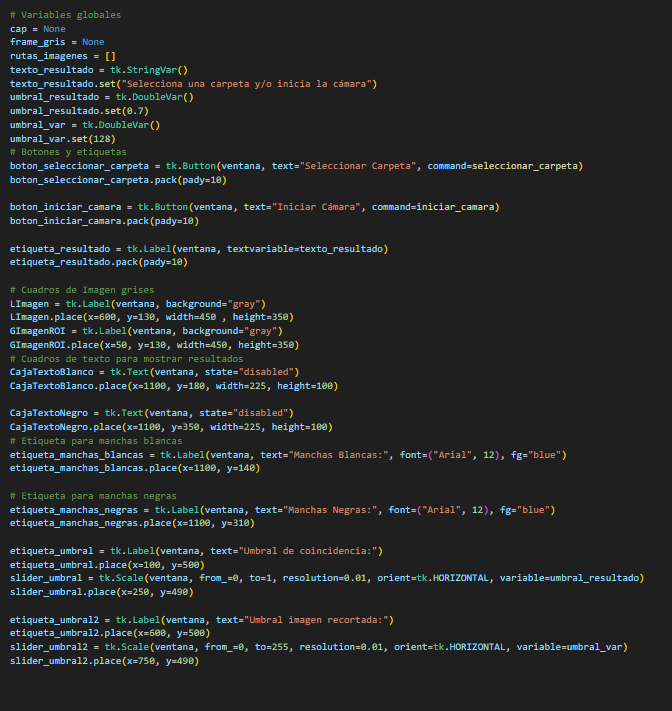 # Variables globales
cap = None
frame_gris = None
rutas_imagenes = []
texto_resultado = tk.StringVar()
texto_resultado.set("Selecciona una carpeta y/o inicia la cámara")
umbral_resultado = tk.DoubleVar()
umbral_resultado.set(0.7)
umbral_var = tk.DoubleVar()
umbral_var.set(128)
# Botones y etiquetas
boton_seleccionar_carpeta = tk.Button(ventana, text="Seleccionar Carpeta", command=seleccionar_carpeta)
boton_seleccionar_carpeta.pack(pady=10)
boton_iniciar_camara = tk.Button(ventana, text="Iniciar Cámara", command=iniciar_camara)
boton_iniciar_camara.pack(pady=10)
etiqueta_resultado = tk.Label(ventana, textvariable=texto_resultado)
etiqueta_resultado.pack(pady=10)
# Cuadros de Imagen grises
LImagen = tk.Label(ventana, background="gray")
LImagen.place(x=600, y=130, width=450 , height=350)
GImagenROI = tk.Label(ventana, background="gray")
GImagenROI.place(x=50, y=130, width=450, height=350)
# Cuadros de texto para mostrar resultados
CajaTextoBlanco = tk.Text(ventana, state="disabled")
CajaTextoBlanco.place(x=1100, y=180, width=225, height=100)
CajaTextoNegro = tk.Text(ventana, state="disabled")
CajaTextoNegro.place(x=1100, y=350, width=225, height=100)
# Etiqueta para manchas blancas
etiqueta_manchas_blancas = tk.Label(ventana, text="Manchas Blancas:", font=("Arial", 12), fg="blue")
etiqueta_manchas_blancas.place(x=1100, y=140)
# Etiqueta para manchas negras
etiqueta_manchas_negras = tk.Label(ventana, text="Manchas Negras:", font=("Arial", 12), fg="blue")
etiqueta_manchas_negras.place(x=1100, y=310)
etiqueta_umbral = tk.Label(ventana, text="Umbral de coincidencia:")
etiqueta_umbral.place(x=100, y=500)
slider_umbral = tk.Scale(ventana, from_=0, to=1, resolution=0.01, orient=tk.HORIZONTAL, variable=umbral_resultado)
slider_umbral.place(x=250, y=490)
etiqueta_umbral2 = tk.Label(ventana, text="Umbral imagen recortada:")
etiqueta_umbral2.place(x=600, y=500)
slider_umbral2 = tk.Scale(ventana, from_=0, to=255, resolution=0.01, orient=tk.HORIZONTAL, variable=umbral_var)
slider_umbral2.place(x=750, y=490)